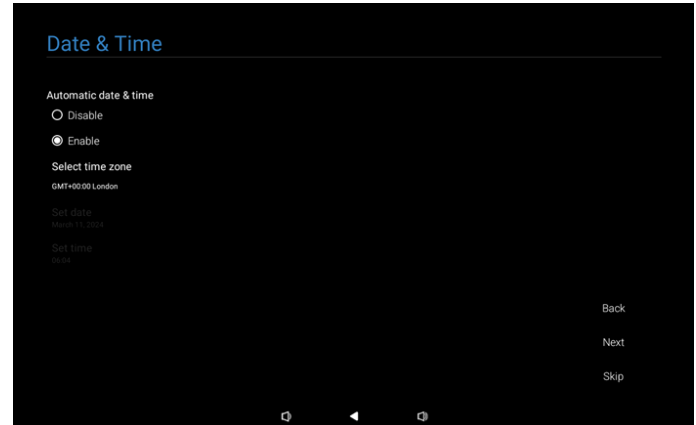 Date & Time
Automatic date & time
Disable
Enable
Select time zone
GMT+00:00 London
Set date
March 11, 2024
Set time
Back
Next
Skip